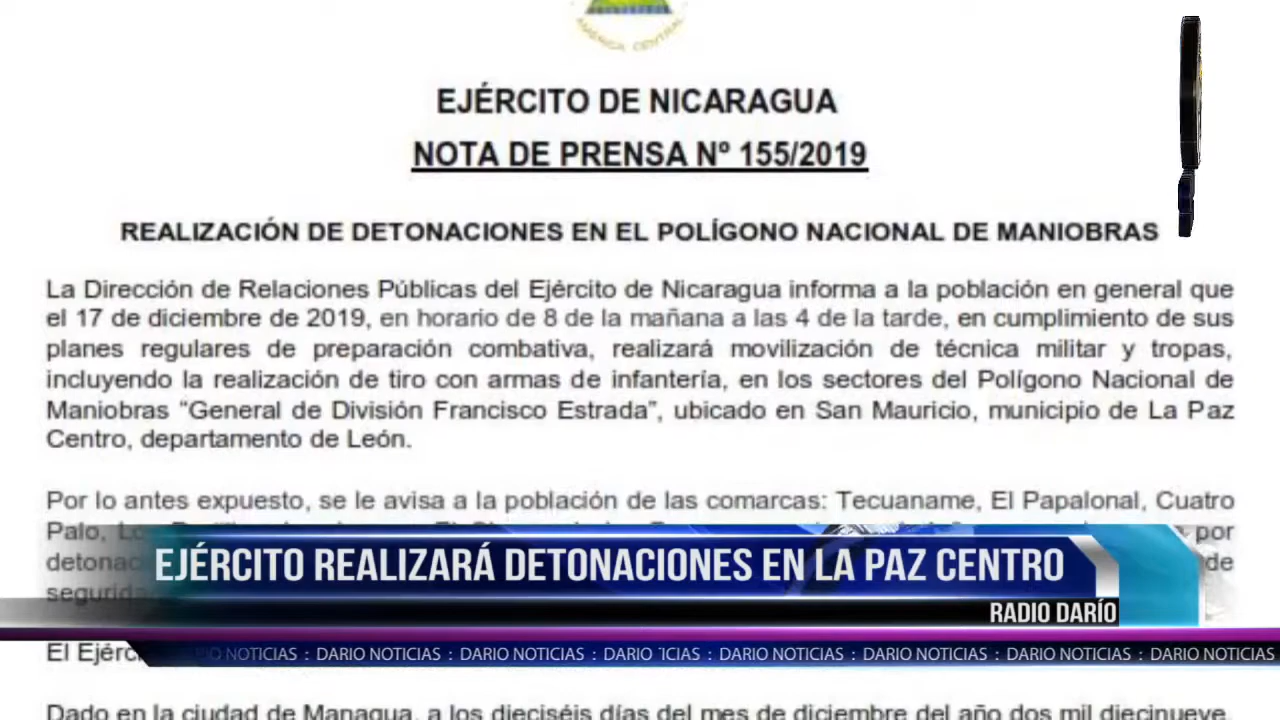 AMÉRICA CENTRAL
EJÉRCITO DE NICARAGUA
NOTA DE PRENSA Nº 155/2019
REALIZACIÓN DE DETONACIONES EN EL POLÍGONO NACIONAL DE MANIOBRAS
La Dirección de Relaciones Públicas del Ejército de Nicaragua informa a la población en general que
el 17 de diciembre de 2019, en horario de 8 de la mañana a las 4 de la tarde, en cumplimiento de sus
planes regulares de preparación combativa, realizará movilización de técnica militar y tropas,
incluyendo la realización de tiro con armas de infantería, en los sectores del Polígono Nacional de
Maniobras "General de División Francisco Estrada", ubicado en San Mauricio, municipio de La Paz
Centro, departamento de León.
Por lo antes expuesto, se le avisa a la población de las comarcas: Tecuaname, El Papalonal, Cuatro
Palo, por
EJÉRCITO REALIZARÁ DETONACIONES EN LA PAZ CENTRO
RADIO DARÍO
El
NOTICIAS : DARIO NOTICIAS : DARIO NOTICIAS : DARIO TICIAS : DARIO NOTICIAS : DARIO NOTICIAS : DARIO NOTICIAS : DARIO NOTICIAS
Dado en la ciudad de Managua, a los dieciséis días del mes de diciembre del año dos mil diecinueve.